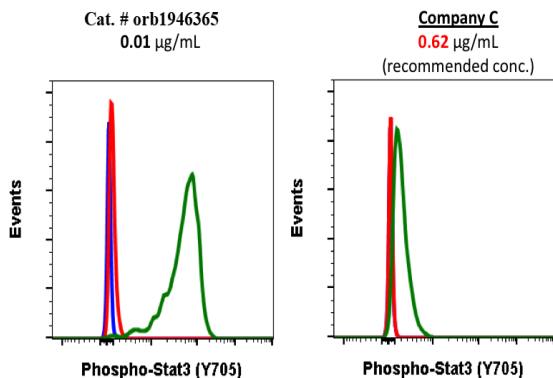 Cat. # orb1946365
0.01 µg/mL
Company C
0.62 µg/mL
(recommended conc.)
Events
Phospho-Stat3 (Y705)
Events
Phospho-Stat3 (Y705)